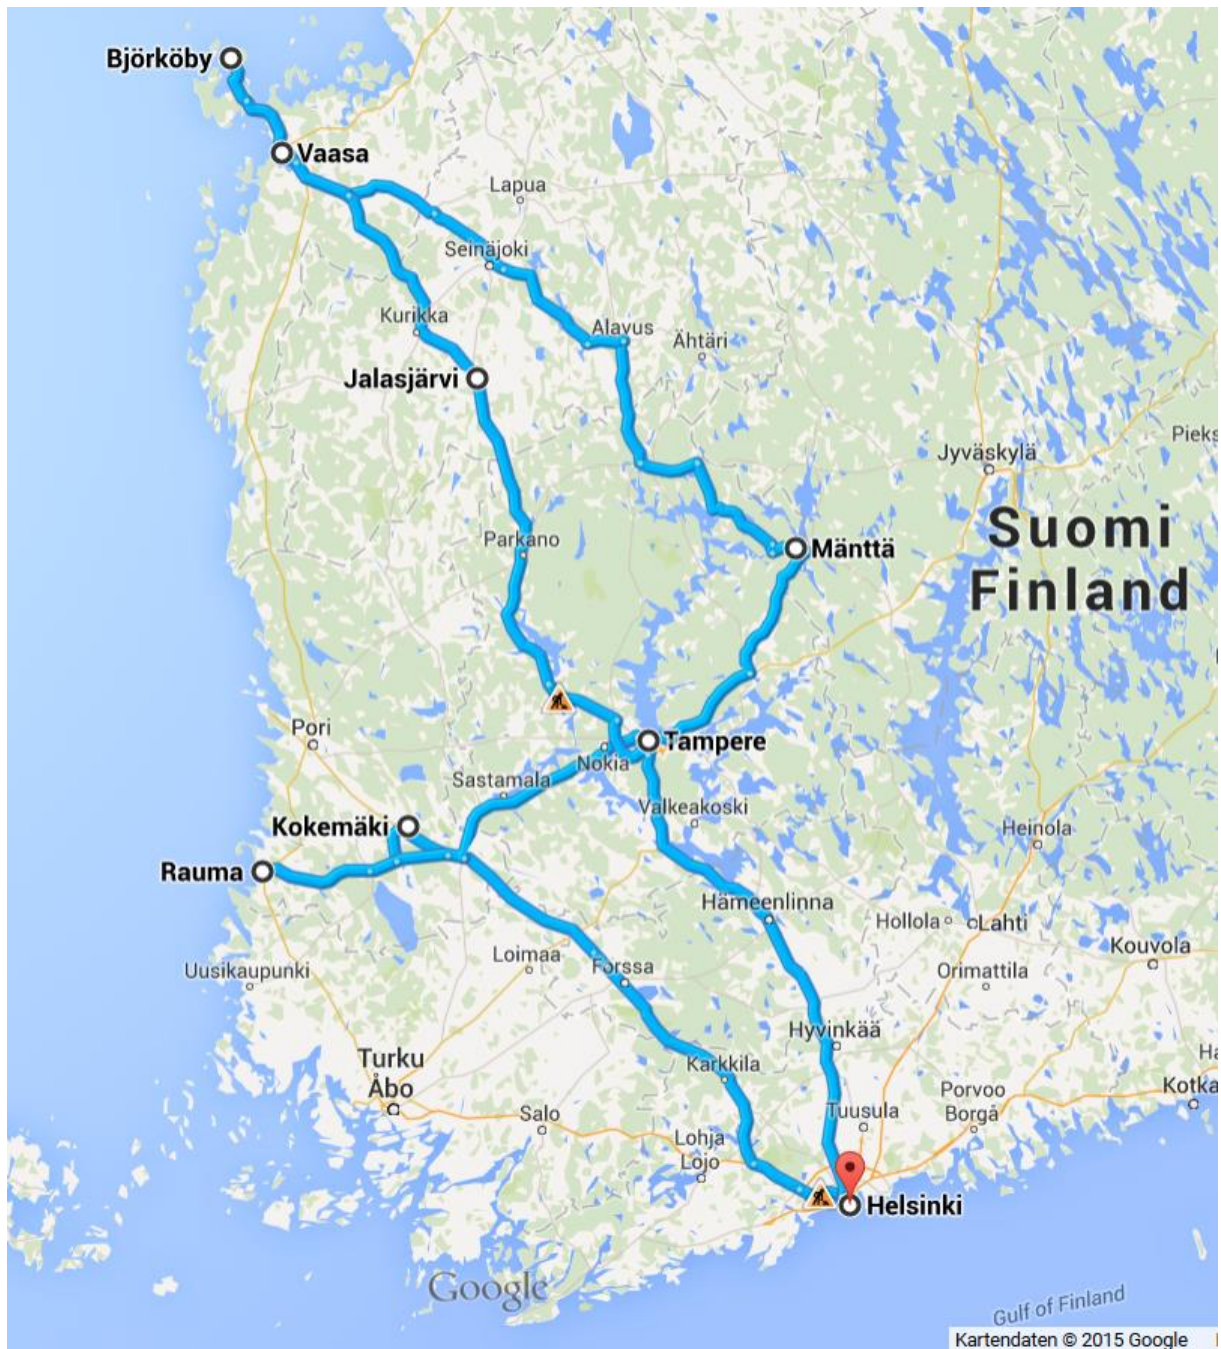 Björköby
Vaasa
Lapua
Seinäjoki
Kurikka
Alavus
Ähtäri
Jalasjärvi
Jyväskylä
Pieks
Suomi
Finland
Parkano
Mänttä
Pori
Tampere
Nokia
Sastamala
Valkeakoski
Kokemäki
Heinola
Rauma
Hämeenlinna
Hollola
Lahti
Kouvola
Loimaa
Forssa
Uusikaupunki
Orimattila
Hyvinkää
Turku
Åbo
Karkkila
Ha
Kotka
Porvoo
Borgå
Salo
Tuusula
Lohja
Lojo
Helsinki
Google
Gulf of Finland
Kartendaten © 2015 Google